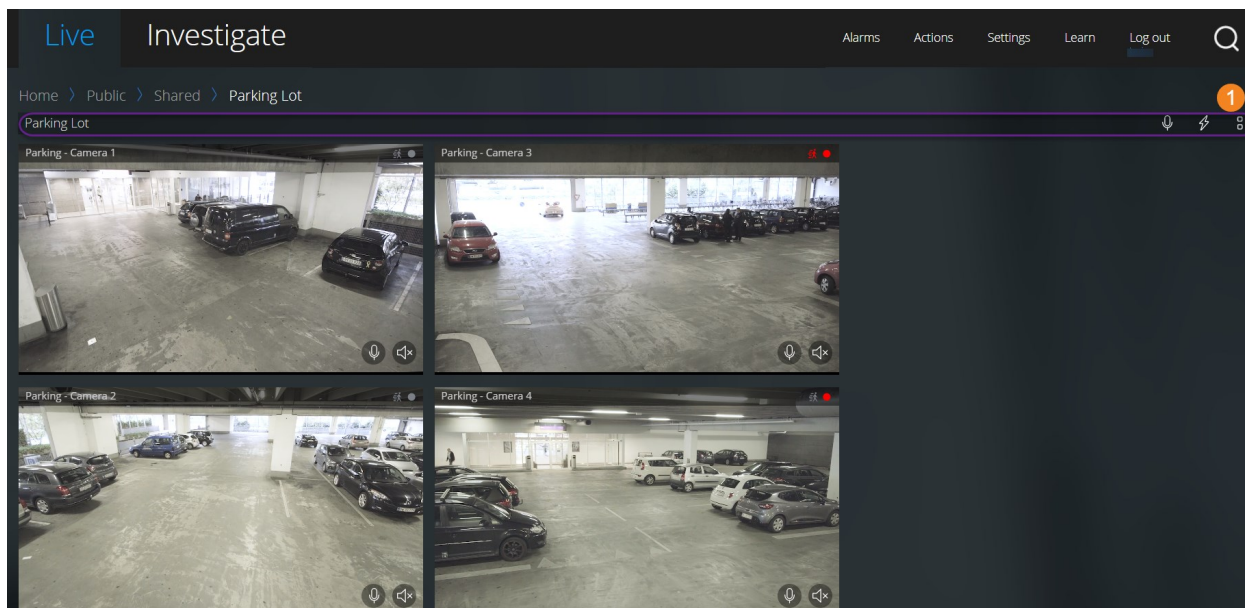 Live Investigate Alarms Actions Settings Learn Log out
Home > Public > Shared > Parking Lot
1
Parking Lot
Parking - Camera 1
Parking - Camera 3
Parking - Camera 2
Parking - Camera 4